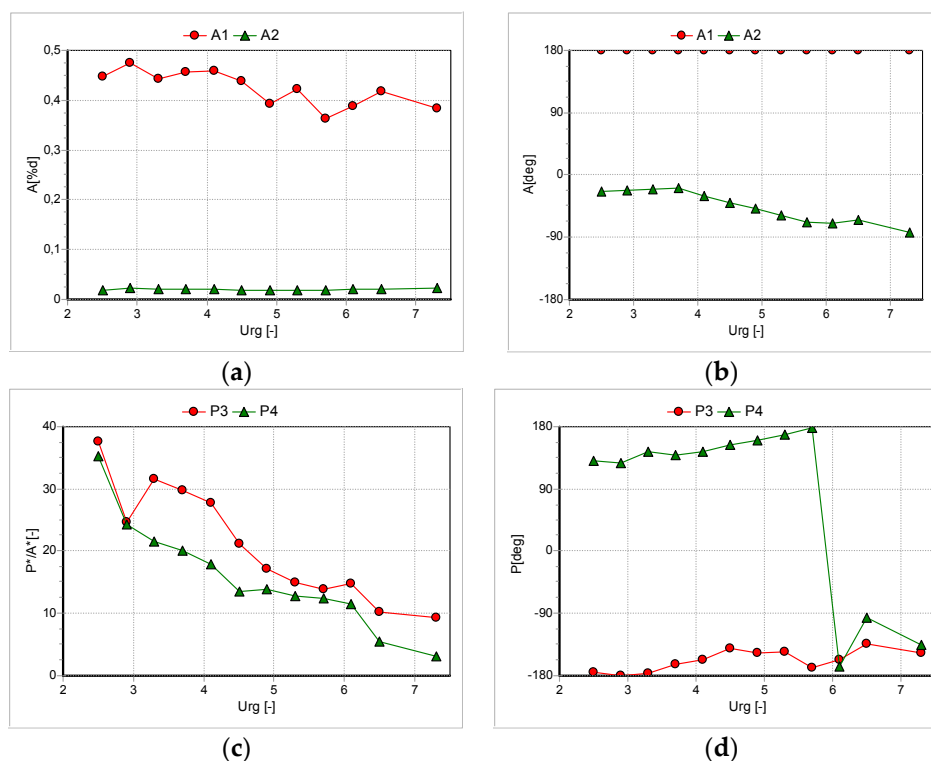 A1 A2
0,5
0,4
0,3
0,2
0,1
0
A[%d]
2 3 4 5 6 7
Urg [-]
(a)
A1 A2
180
90
0
-90
-180
A[deg]
2 3 4 5 6 7
Urg [-]
(b)
P3 P4
40
30
20
10
0
P*/A*[-]
2 3 4 5 6 7
Urg [-]
(c)
P3 P4
180
90
0
-90
-180
P[deg]
2 3 4 5 6 7
Urg [-]
(d)